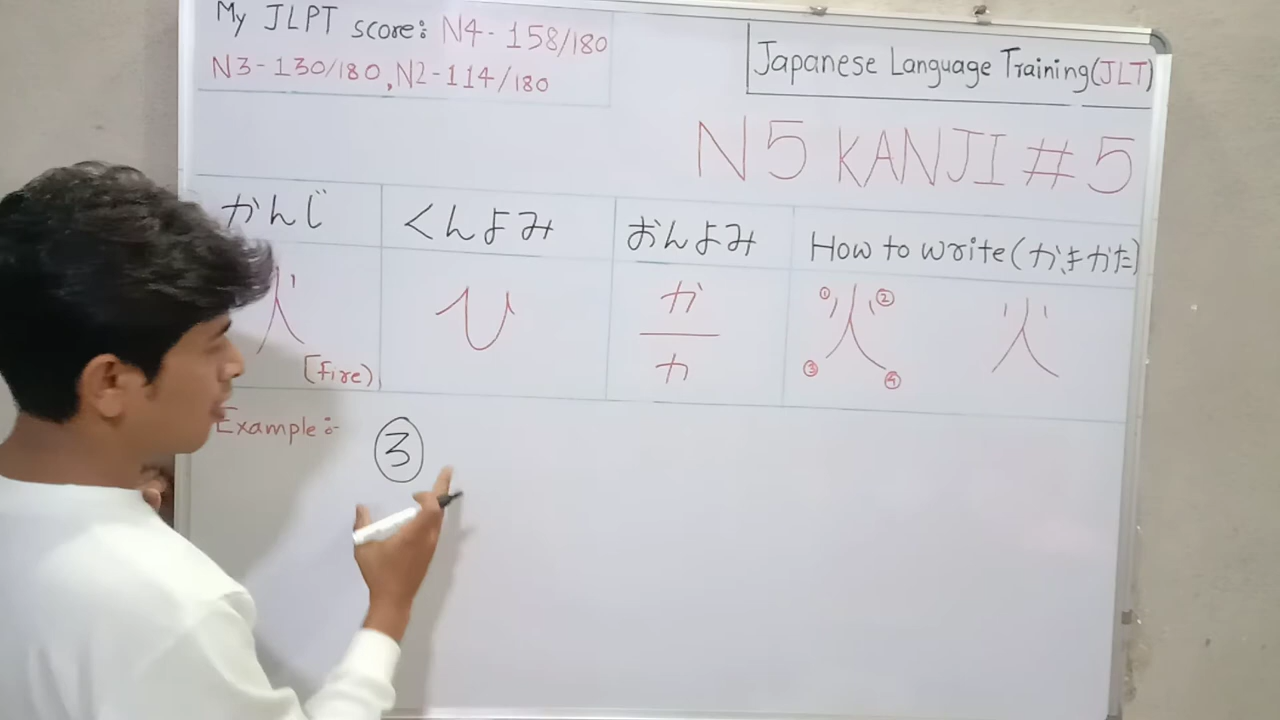 My JLPT score: N4 - 158/180
N3 - 130/180, N2 - 114/180
Japanese Language Training (JLT)
N5 KANJI #5
かんじ くんよみ おんよみ How to write (かきかた)
火 ひ が ① ② 火
カ ③ ④
[Fire]
Example:-
③